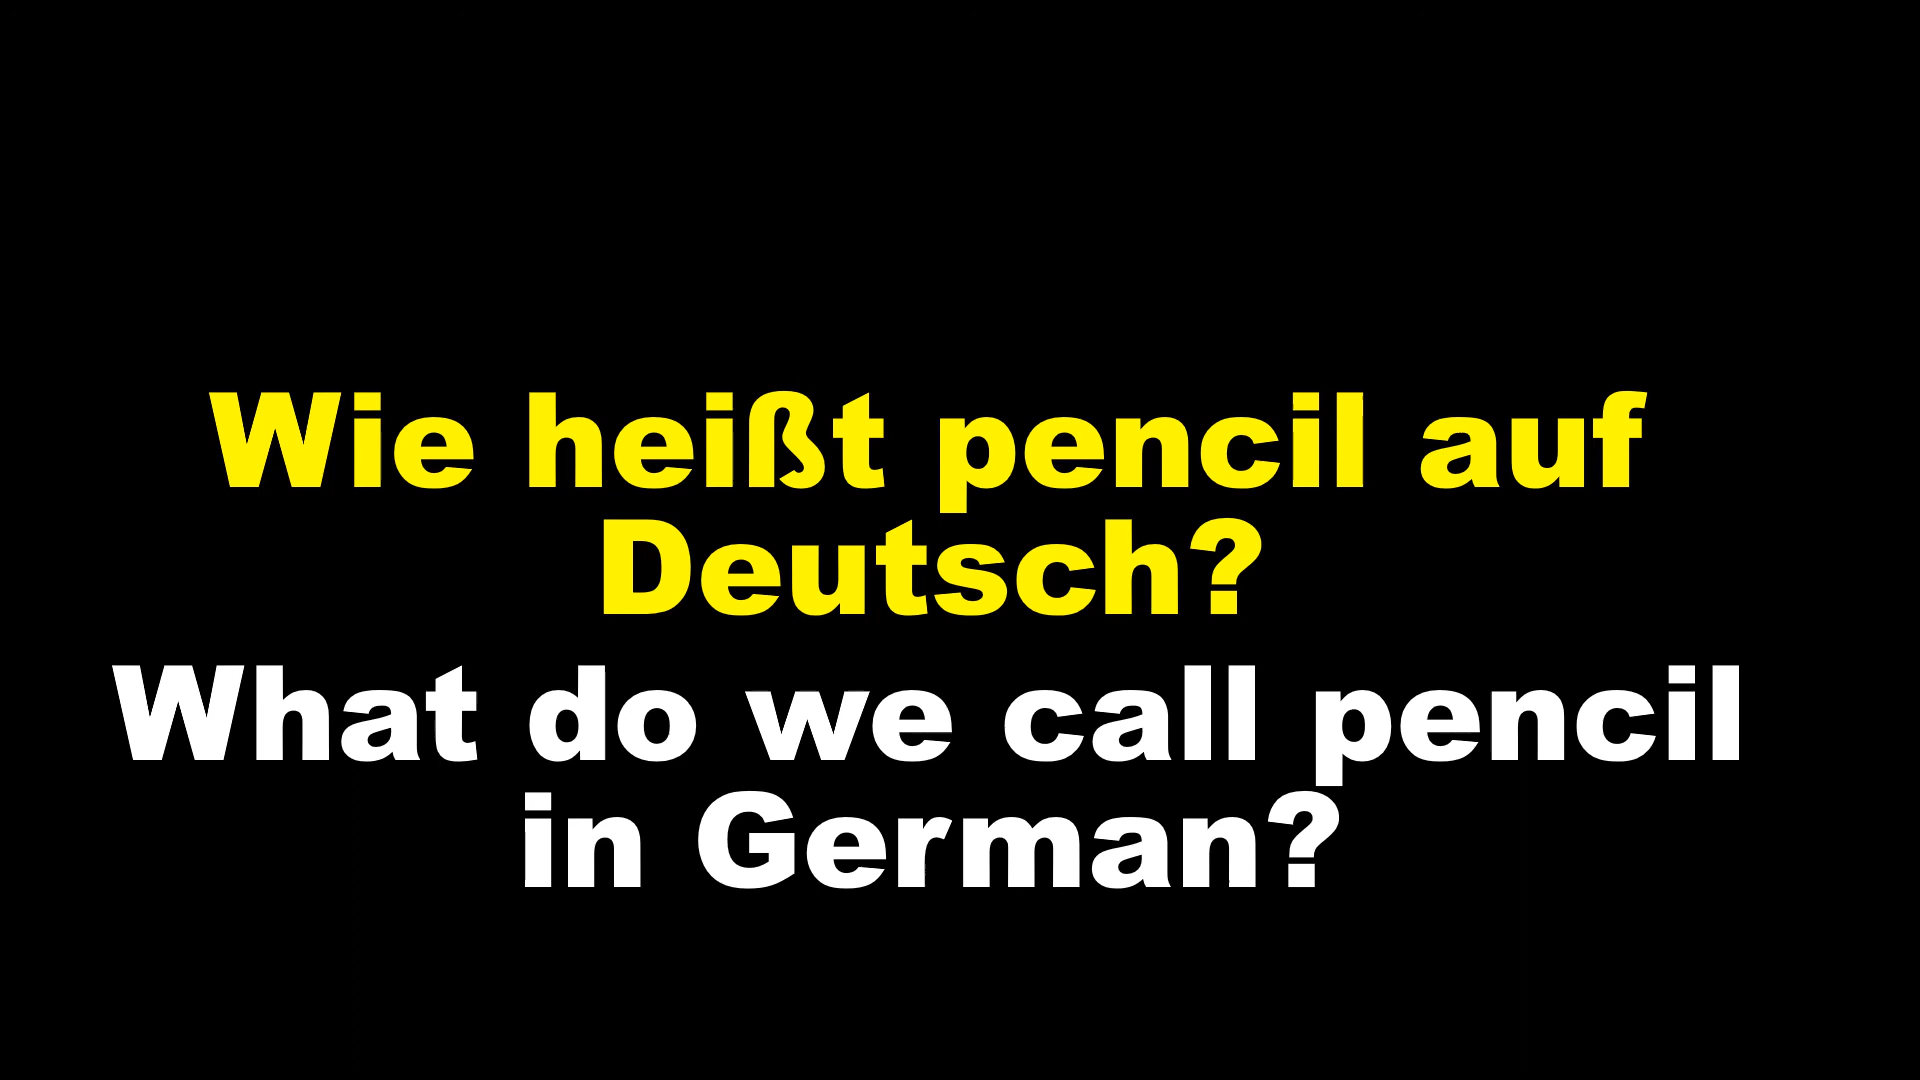 Wie heißt pencil auf
Deutsch?
What do we call pencil
in German?